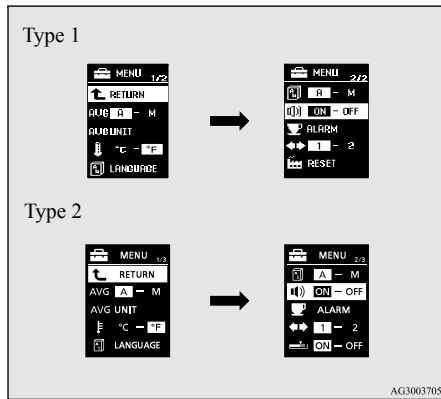 Type 1
MENU 1/2
RETURN
AVG A - M
AVG UNIT
°C - °F
LANGUAGE
MENU 2/2
A - M
ON - OFF
ALARM
1 - 2
RESET
Type 2
MENU 1/3
RETURN
AVG A - M
AVG UNIT
°C - °F
LANGUAGE
MENU 2/3
A - M
ON - OFF
ALARM
1 - 2
ON - OFF
AG3003705